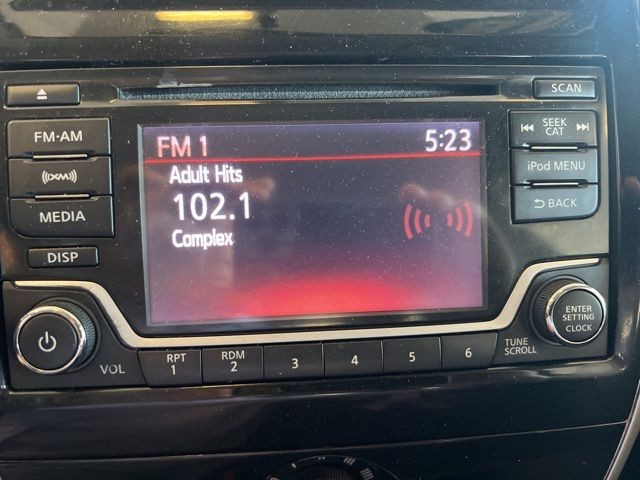 SCAN
FM·AM
FM 1 5:23
SEEK
CAT
Adult Hits
((XM))
102.1
iPod MENU
MEDIA
Complex
BACK
DISP
ENTER
SETTING
CLOCK
VOL
RPT
1
RDM
2
3
4
5
6
TUNE
SCROLL